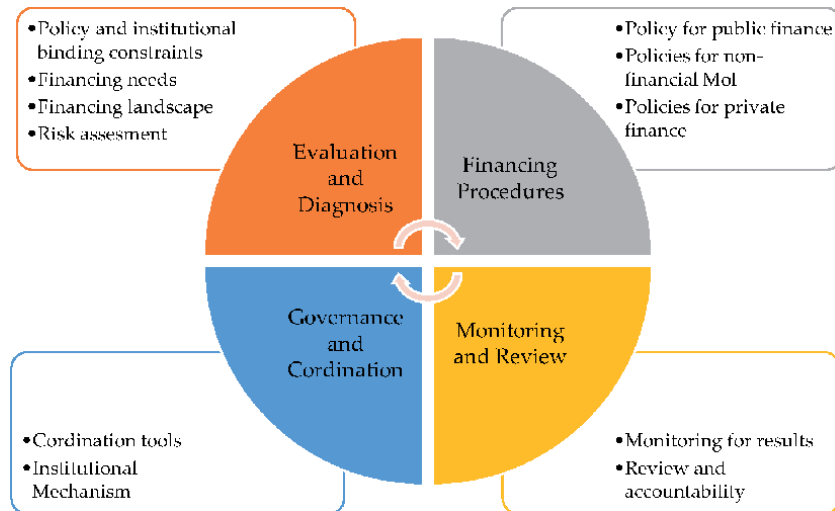 •Policy and institutional
binding constraints
•Financing needs
•Financing landscape
•Risk assesment
•Policy for public finance
•Policies for non-
financial MoI
•Policies for private
finance
Evaluation
and
Diagnosis
Financing
Procedures
Governance
and
Cordination
Monitoring
and Review
•Cordination tools
•Institutional
Mechanism
•Monitoring for results
•Review and
accountability